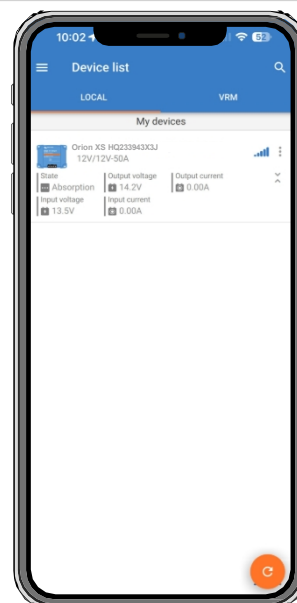 10:02
52
Device list
LOCAL
VRM
My devices
Orion XS HQ233943X3J
12V/12V-50A
State
Output voltage
Output current
Absorption
14.2V
0.00A
Input voltage
Input current
13.5V
0.00A